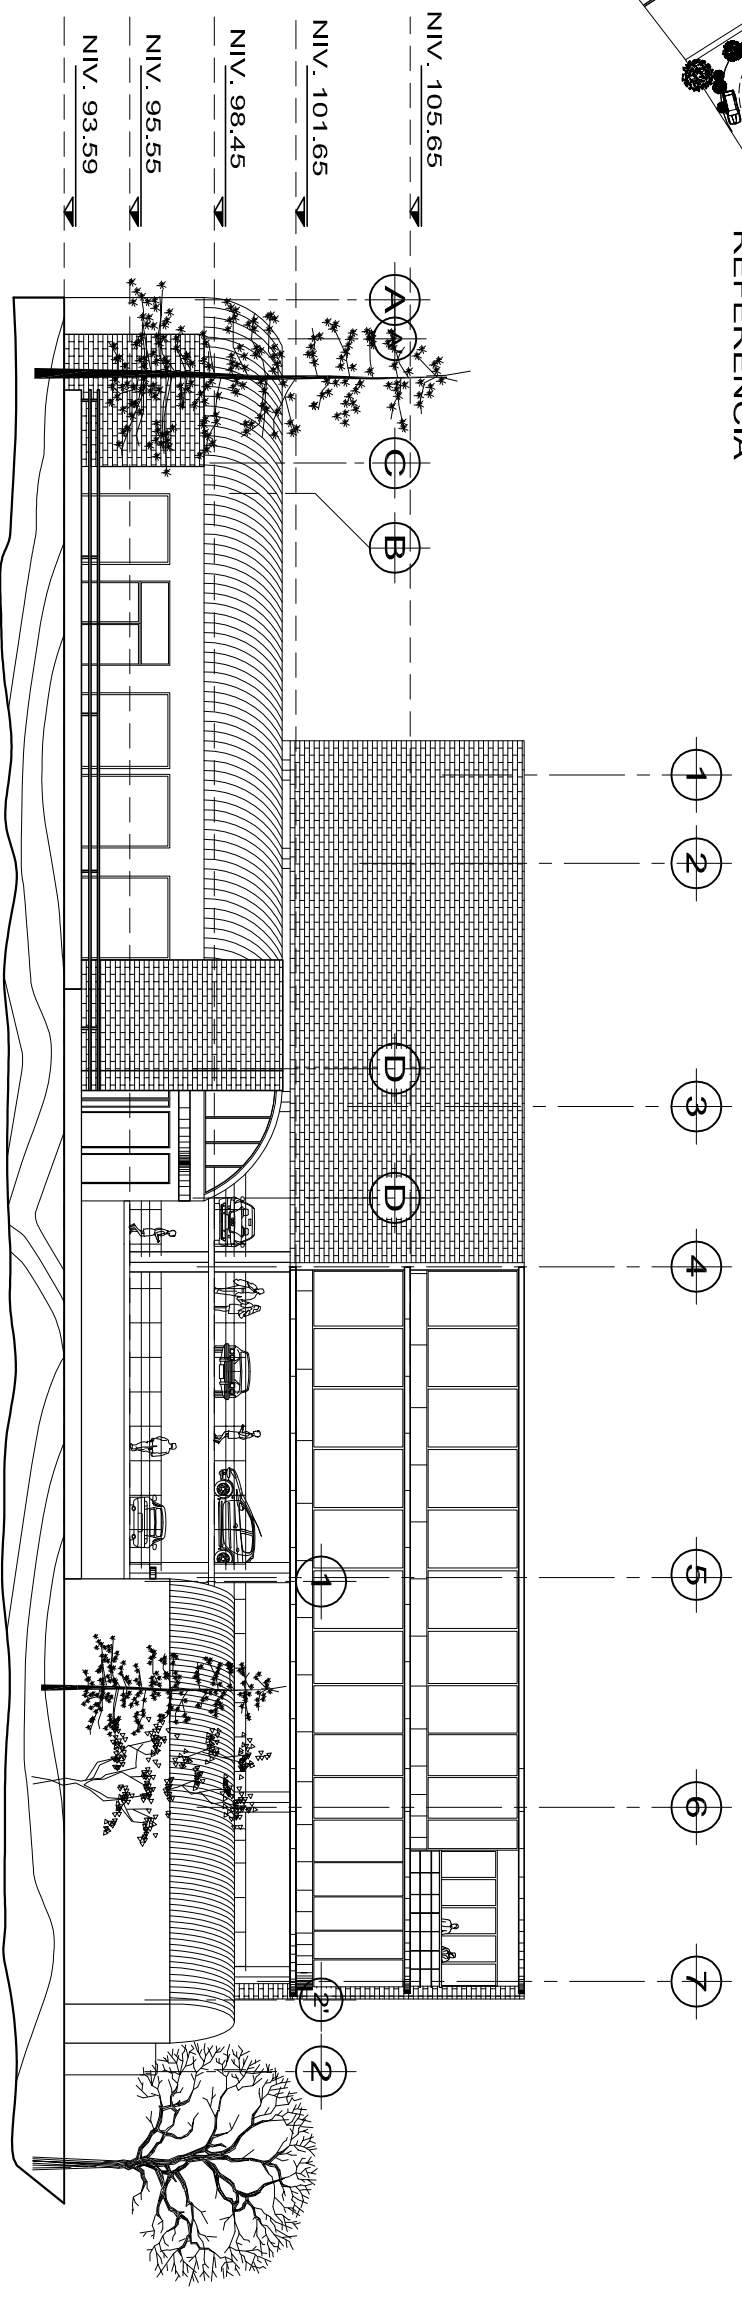 REFERENCIA
1
2
3
4
5
6
7
NIV. 105.65
NIV. 101.65
NIV. 98.45
NIV. 95.55
NIV. 93.59
A
A'
C
B
D
D
1
2'
2